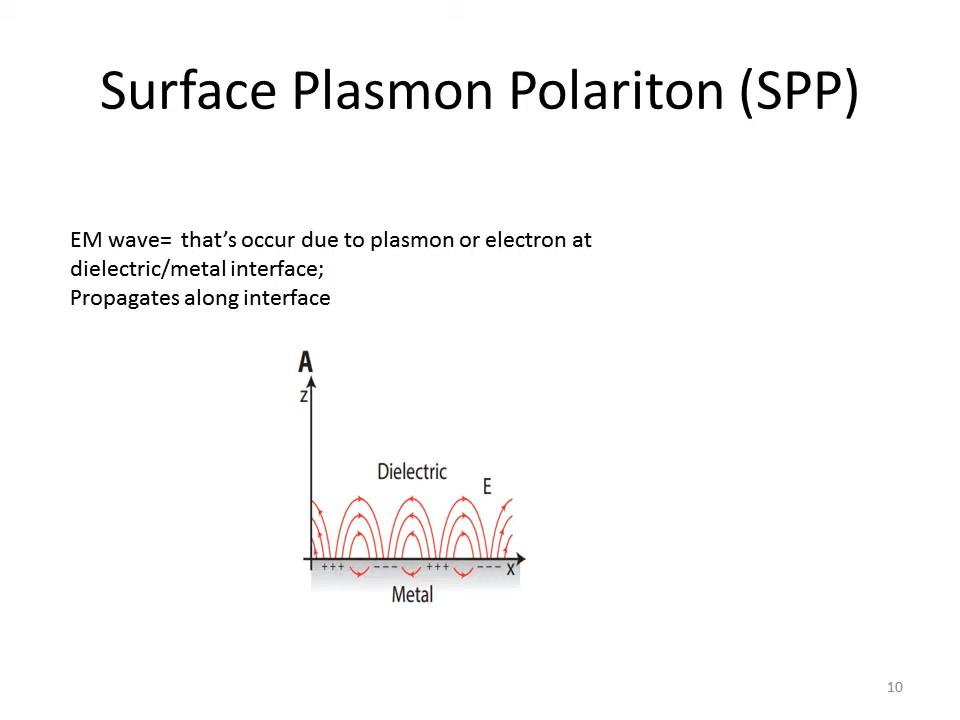 Surface Plasmon Polariton (SPP)
EM wave= that’s occur due to plasmon or electron at
dielectric/metal interface;
Propagates along interface
A
z
Dielectric
E
+++ --- +++ --- x
Metal
10